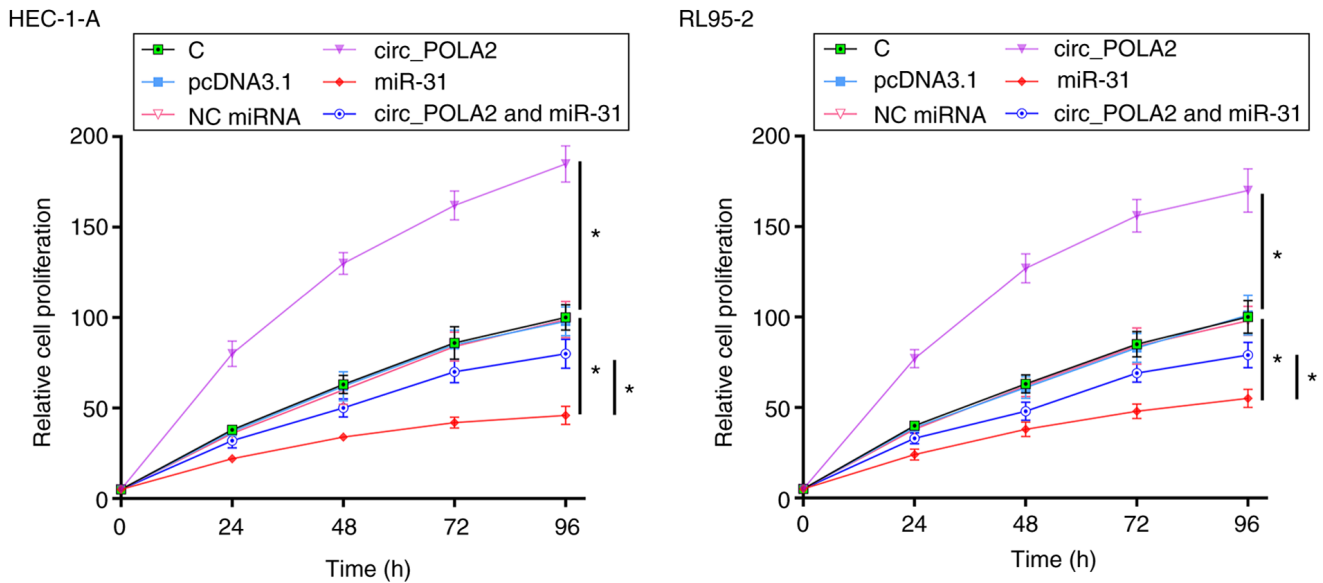 HEC-1-A
C
circ_POLA2
pcDNA3.1
miR-31
NC miRNA
circ_POLA2 and miR-31
200
150
100
50
0
Relative cell proliferation
*
*
*
0 24 48 72 96
Time (h)
RL95-2
C
circ_POLA2
pcDNA3.1
miR-31
NC miRNA
circ_POLA2 and miR-31
200
150
100
50
0
Relative cell proliferation
*
*
*
0 24 48 72 96
Time (h)